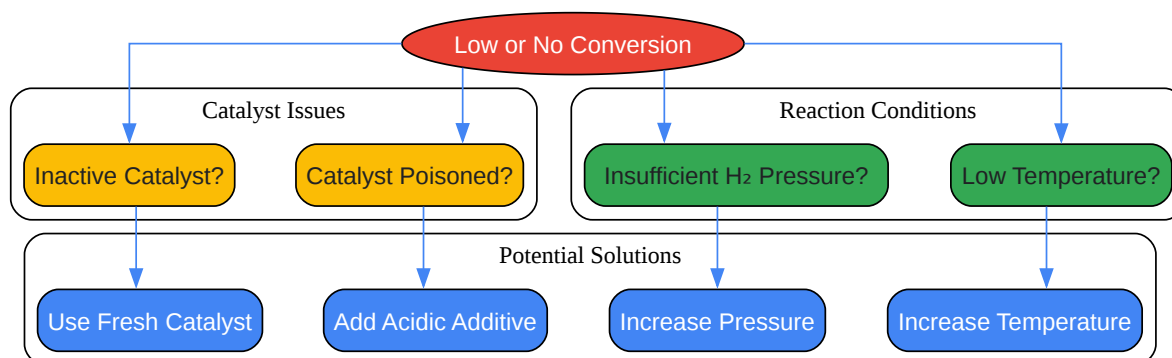 Low or No Conversion
Catalyst Issues
Reaction Conditions
Inactive Catalyst?
Catalyst Poisoned?
Insufficient H₂ Pressure?
Low Temperature?
Potential Solutions
Use Fresh Catalyst
Add Acidic Additive
Increase Pressure
Increase Temperature